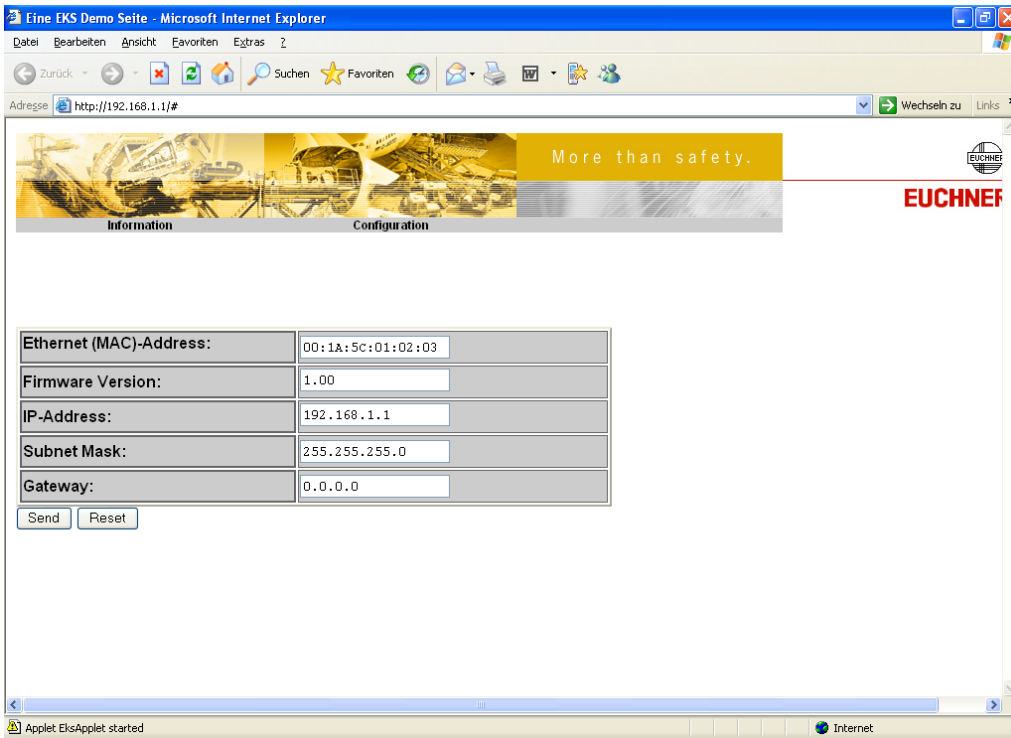 Eine EKS Demo Seite - Microsoft Internet Explorer
Datei Bearbeiten Ansicht Favoriten Extras ?
Zurück Suchen Favoriten
Adresse http://192.168.1.1/# Wechseln zu Links
More than safety.
EUCHNER
EUCHNER
Information Configuration
Ethernet (MAC)-Address: 00:1A:5C:01:02:03
Firmware Version: 1.00
IP-Address: 192.168.1.1
Subnet Mask: 255.255.255.0
Gateway: 0.0.0.0
Send Reset
Applet EksApplet started Internet